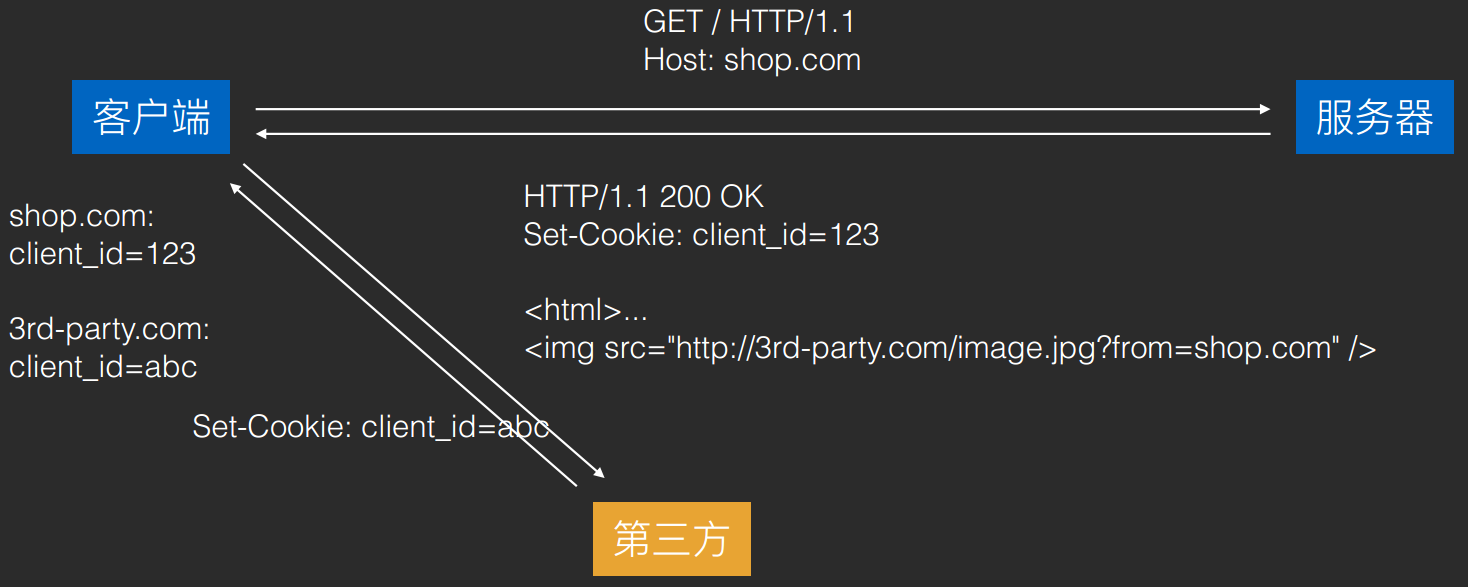 GET / HTTP/1.1
Host: shop.com
客户端
服务器
shop.com:
client_id=123
3rd-party.com:
client_id=abc
HTTP/1.1 200 OK
Set-Cookie: client_id=123
<html>...
<img src="http://3rd-party.com/image.jpg?from=shop.com" />
Set-Cookie: client_id=abc
第三方